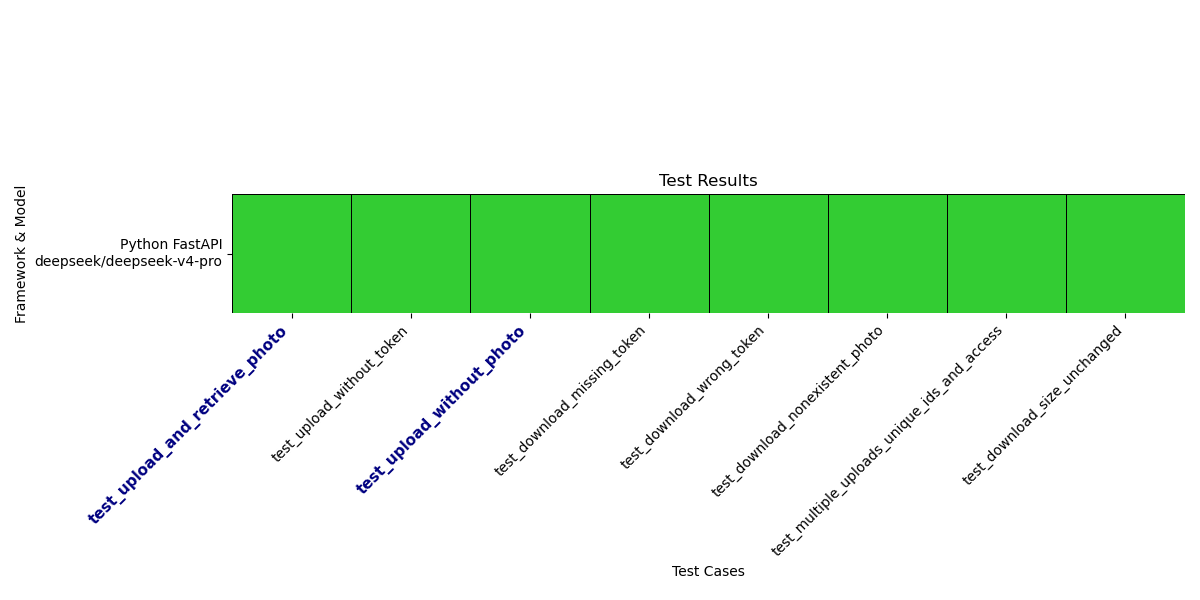 Test Results
Framework & Model
Python FastAPI
deepseek/deepseek-v4-pro
test_upload_and_retrieve_photo
test_upload_without_token
test_upload_without_photo
test_download_missing_token
test_download_wrong_token
test_download_nonexistent_photo
test_multiple_uploads_unique_ids_and_access
test_download_size_unchanged
Test Cases